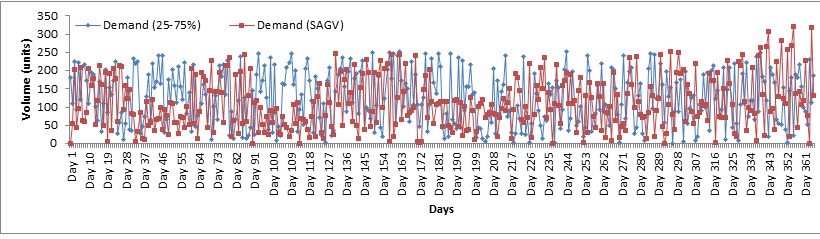 Demand (25-75%) Demand (SAGV)
Volume (units)
350
300
250
200
150
100
50
0
Day 1
Day 10
Day 19
Day 28
Day 37
Day 46
Day 55
Day 64
Day 73
Day 82
Day 91
Day 100
Day 109
Day 118
Day 127
Day 136
Day 145
Day 154
Day 163
Day 172
Day 181
Day 190
Day 199
Day 208
Day 217
Day 226
Day 235
Day 244
Day 253
Day 262
Day 271
Day 280
Day 289
Day 298
Day 307
Day 316
Day 325
Day 334
Day 343
Day 352
Day 361
Days